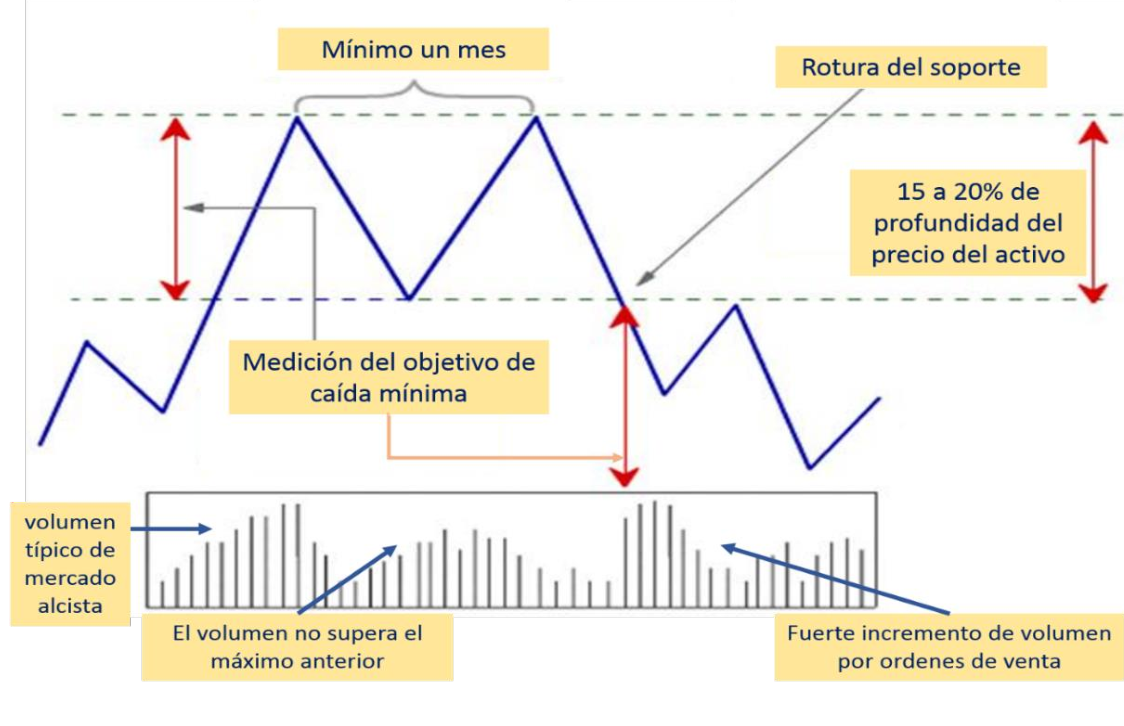 Mínimo un mes
Rotura del soporte
15 a 20% de
profundidad del
precio del activo
Medición del objetivo de
caída mínima
volumen
típico de
mercado
alcista
El volumen no supera el
máximo anterior
Fuerte incremento de volumen
por ordenes de venta